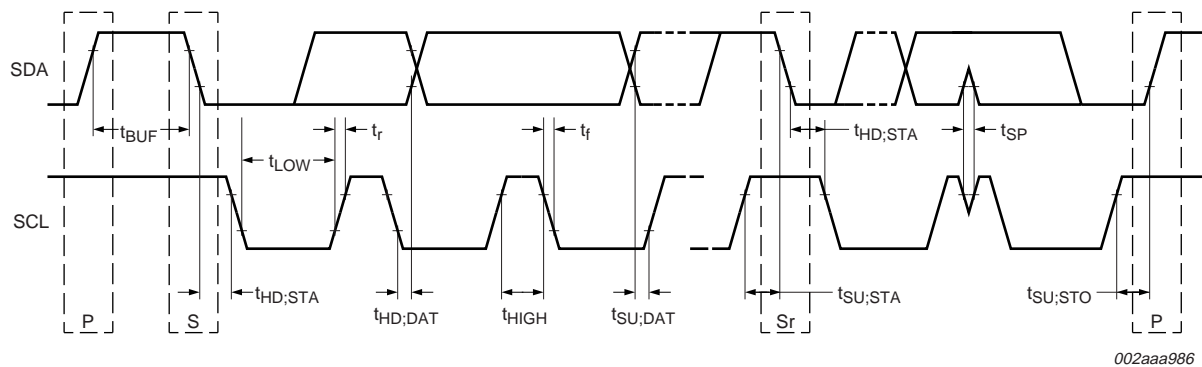 SDA
tBUF
tLOW
tr
tf
tHD;STA
tSP
SCL
tHD;STA
tHD;DAT
tHIGH
tSU;DAT
tSU;STA
tSU;STO
P
S
Sr
P
002aaa986